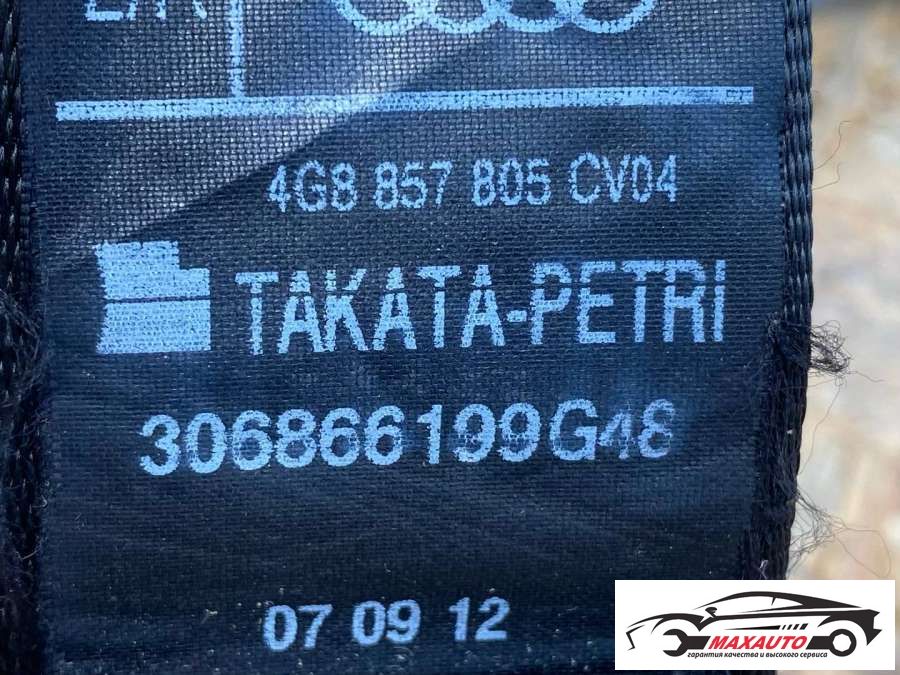 4G8 857 805 CV04
TAKATA-PETRI
306866199G48
07 09 12
MAXAUTO
гарантия качества и высокого сервиса